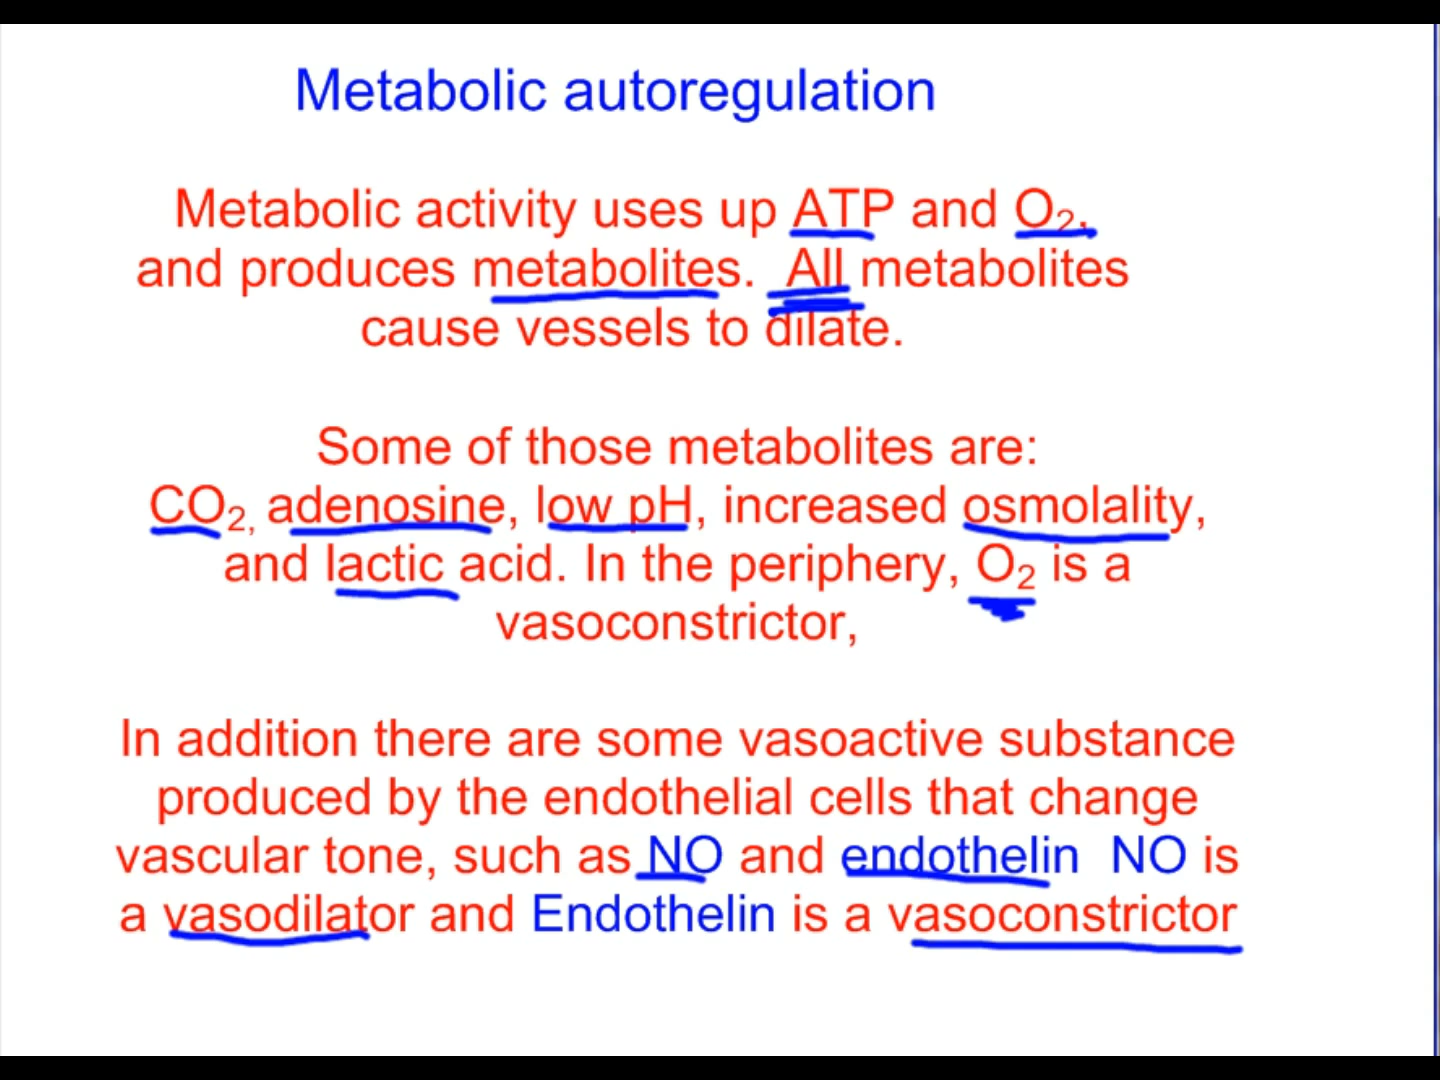 Metabolic autoregulation
Metabolic activity uses up ATP and O₂,
and produces metabolites. All metabolites
cause vessels to dilate.
Some of those metabolites are:
CO₂, adenosine, low pH, increased osmolality,
and lactic acid. In the periphery, O₂ is a
vasoconstrictor,
In addition there are some vasoactive substance
produced by the endothelial cells that change
vascular tone, such as NO and endothelin NO is
a vasodilator and Endothelin is a vasoconstrictor